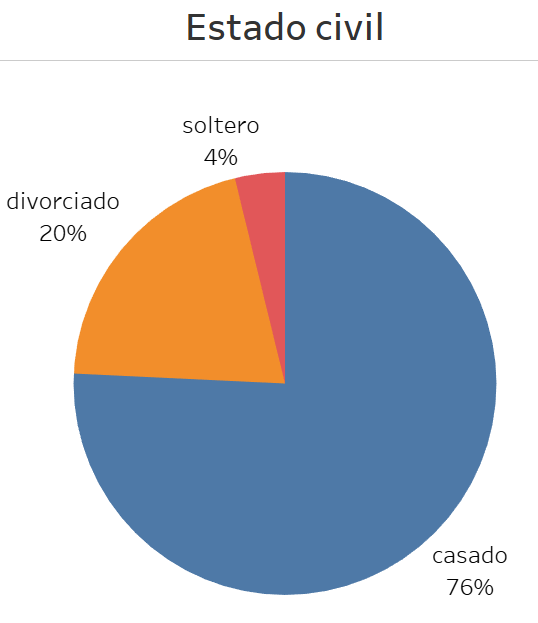 Estado civil
soltero
4%
divorciado
20%
casado
76%